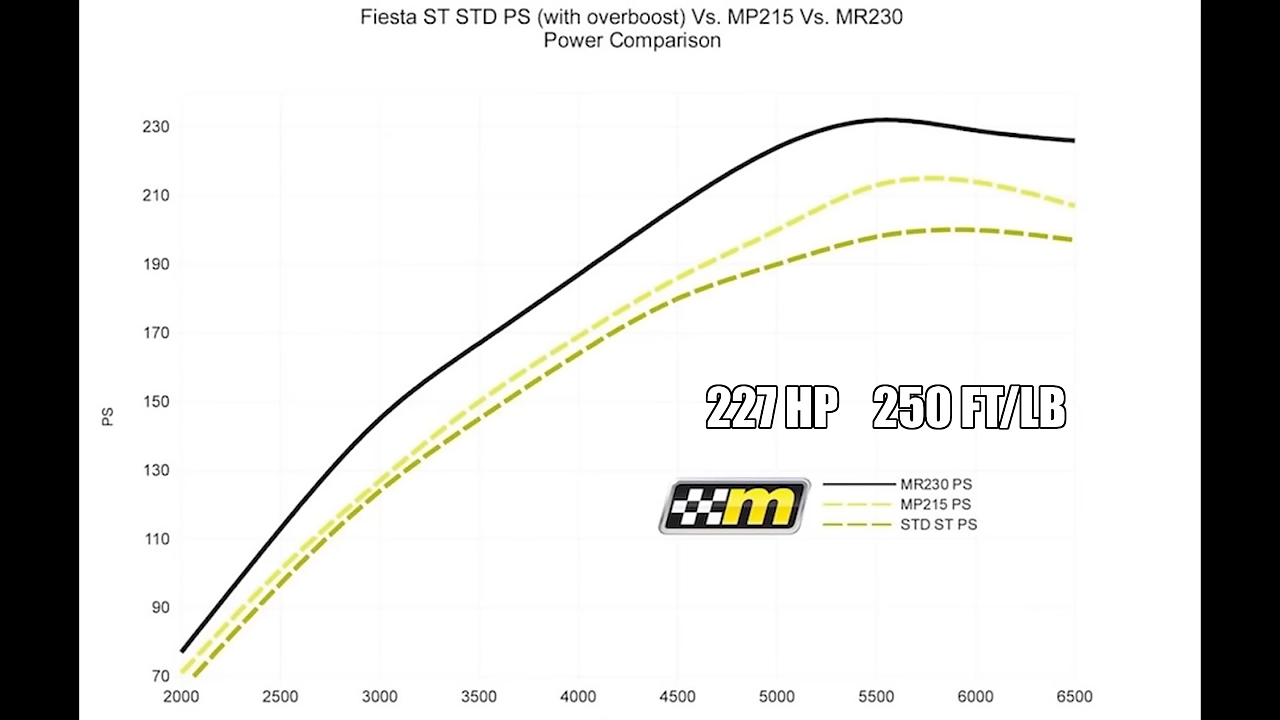 Fiesta ST STD PS (with overboost) Vs. MP215 Vs. MR230
Power Comparison
230
210
190
170
150
130
110
90
70
PS
227 HP 250 FT/LB
m
MR230 PS
MP215 PS
STD ST PS
2000 2500 3000 3500 4000 4500 5000 5500 6000 6500